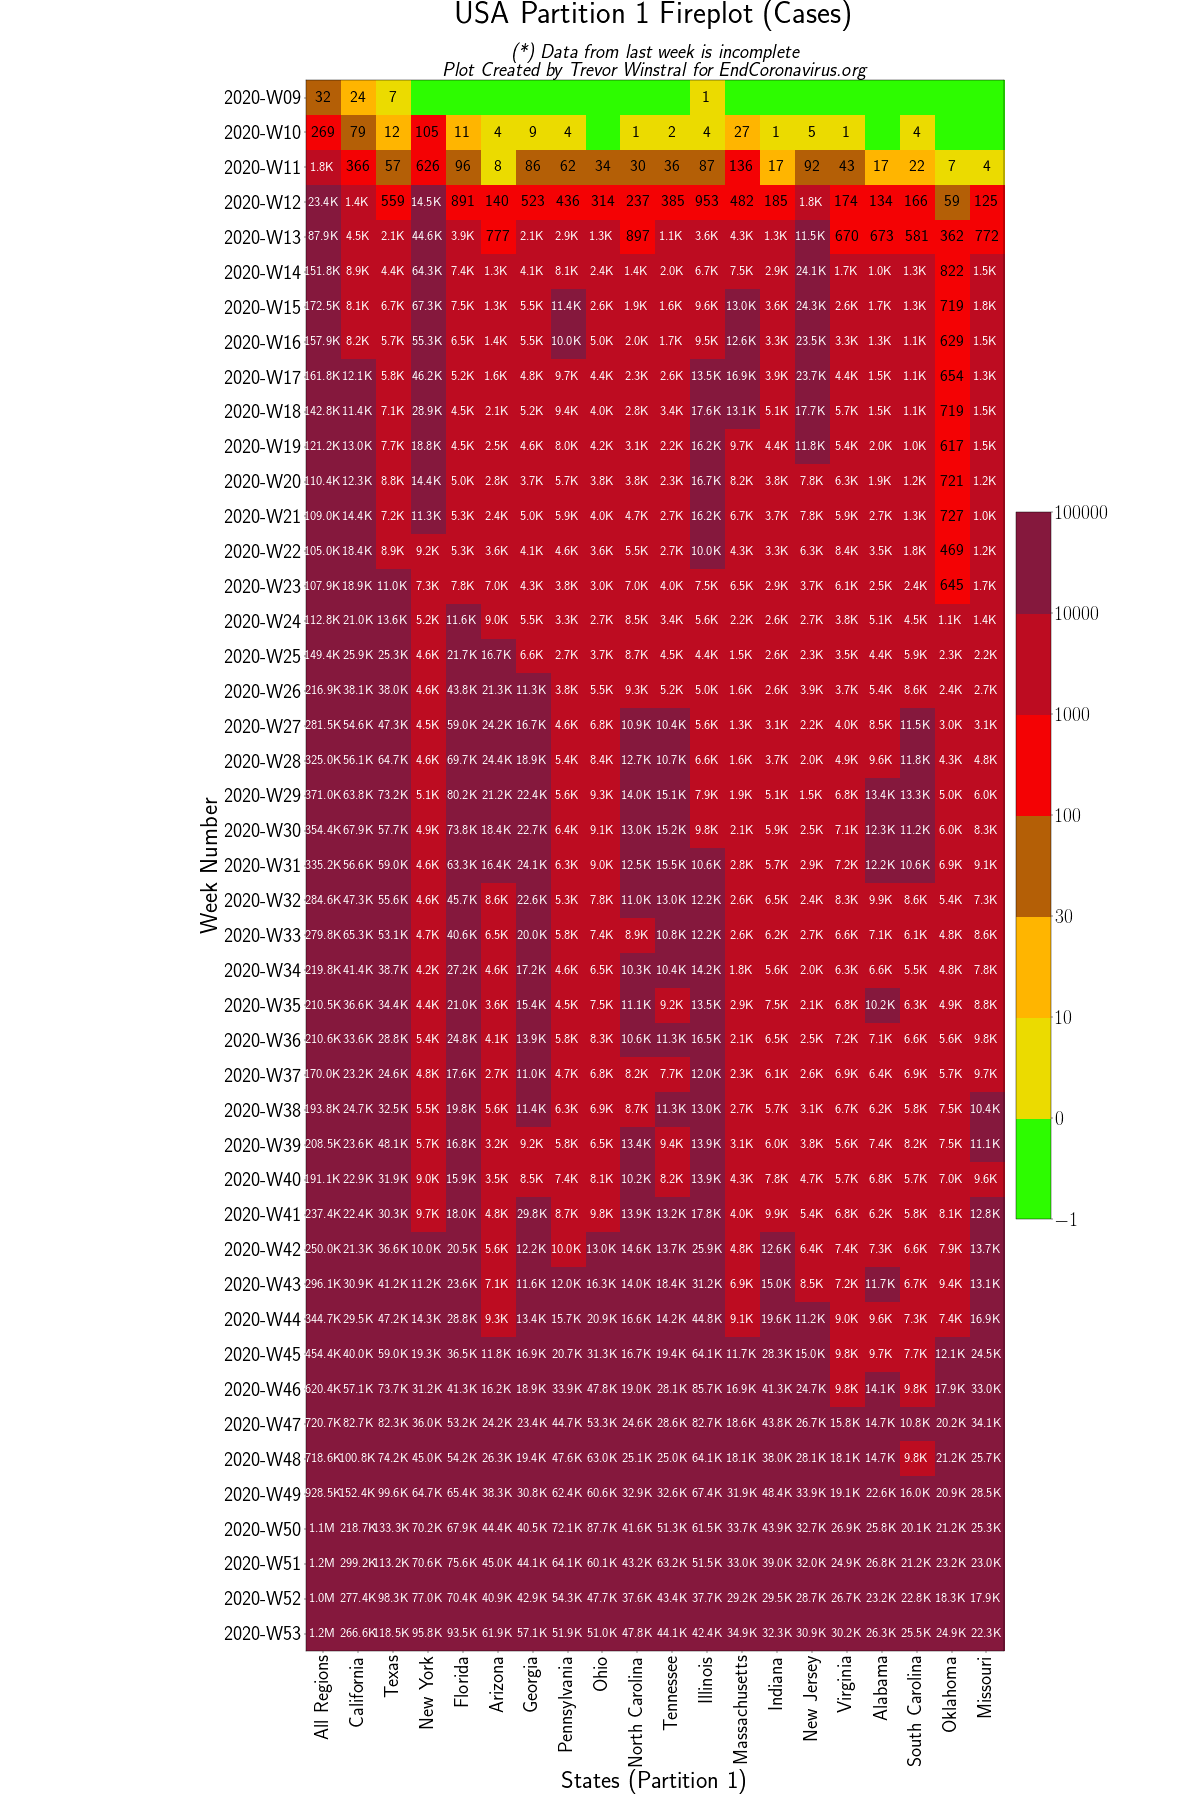 USA Partition 1 Fireplot (Cases)
(*) Data from last week is incomplete
Plot Created by Trevor Winstral for EndCoronavirus.org
2020-W09 32 24 7 1
2020-W10 269 79 12 105 11 4 9 4 1 2 4 27 1 5 1 4
2020-W11 1.8K 366 57 626 96 8 86 62 34 30 36 87 136 17 92 43 17 22 7 4
2020-W12 23.4K 1.4K 559 14.5K 891 140 523 436 314 237 385 953 482 185 1.8K 174 134 166 59 125
2020-W13 87.9K 4.5K 2.1K 44.6K 3.9K 777 2.1K 2.9K 1.3K 897 1.1K 3.6K 4.3K 1.3K 11.5K 670 673 581 362 772
2020-W14 151.8K 8.9K 4.4K 64.3K 7.4K 1.3K 4.1K 8.1K 2.4K 1.4K 2.0K 6.7K 7.5K 2.9K 24.1K 1.7K 1.0K 1.3K 822 1.5K
2020-W15 172.5K 8.1K 6.7K 67.3K 7.5K 1.3K 5.5K 11.4K 2.6K 1.9K 1.6K 9.6K 13.0K 3.6K 24.3K 2.6K 1.7K 1.3K 719 1.8K
2020-W16 157.9K 8.2K 5.7K 55.3K 6.5K 1.4K 5.5K 10.0K 5.0K 2.0K 1.7K 9.5K 12.6K 3.3K 23.5K 3.3K 1.3K 1.1K 629 1.5K
2020-W17 161.8K 12.1K 5.8K 46.2K 5.2K 1.6K 4.8K 9.7K 4.4K 2.3K 2.6K 13.5K 16.9K 3.9K 23.7K 4.4K 1.5K 1.1K 654 1.3K
2020-W18 142.8K 11.4K 7.1K 28.9K 4.5K 2.1K 5.2K 9.4K 4.0K 2.8K 3.4K 17.6K 13.1K 5.1K 17.7K 5.7K 1.5K 1.1K 719 1.5K
2020-W19 121.2K 13.0K 7.7K 18.8K 4.5K 2.5K 4.6K 8.0K 4.2K 3.1K 2.2K 16.2K 9.7K 4.4K 11.8K 5.4K 2.0K 1.0K 617 1.5K
2020-W20 110.4K 12.3K 8.8K 14.4K 5.0K 2.8K 3.7K 5.7K 3.8K 3.8K 2.3K 16.7K 8.2K 3.8K 7.8K 6.3K 1.9K 1.2K 721 1.2K
2020-W21 109.0K 14.4K 7.2K 11.3K 5.3K 2.4K 5.0K 5.9K 4.0K 4.7K 2.7K 16.2K 6.7K 3.7K 7.8K 5.9K 2.7K 1.3K 727 1.0K
2020-W22 105.0K 18.4K 8.9K 9.2K 5.3K 3.6K 4.1K 4.6K 3.6K 5.5K 2.7K 10.0K 4.3K 3.3K 6.3K 8.4K 3.5K 1.8K 469 1.2K
2020-W23 107.9K 18.9K 11.0K 7.3K 7.8K 7.0K 4.3K 3.8K 3.0K 7.0K 4.0K 7.5K 6.5K 2.9K 3.7K 6.1K 2.5K 2.4K 645 1.7K
2020-W24 112.8K 21.0K 13.6K 5.2K 11.6K 9.0K 5.5K 3.3K 2.7K 8.5K 3.4K 5.6K 2.2K 2.6K 2.7K 3.8K 5.1K 4.5K 1.1K 1.4K
2020-W25 149.4K 25.9K 25.3K 4.6K 21.7K 16.7K 6.6K 2.7K 3.7K 8.7K 4.5K 4.4K 1.5K 2.6K 2.3K 3.5K 4.4K 5.9K 2.3K 2.2K
2020-W26 216.9K 38.1K 38.0K 4.6K 43.8K 21.3K 11.3K 3.8K 5.5K 9.3K 5.2K 5.0K 1.6K 2.6K 3.9K 3.7K 5.4K 8.6K 2.4K 2.7K
2020-W27 281.5K 54.6K 47.3K 4.5K 59.0K 24.2K 16.7K 4.6K 6.8K 10.9K 10.4K 5.6K 1.3K 3.1K 2.2K 4.0K 8.5K 11.5K 3.0K 3.1K
2020-W28 325.0K 56.1K 64.7K 4.6K 69.7K 24.4K 18.9K 5.4K 8.4K 12.7K 10.7K 6.6K 1.6K 3.7K 2.0K 4.9K 9.6K 11.8K 4.3K 4.8K
2020-W29 371.0K 63.8K 73.2K 5.1K 80.2K 21.2K 22.4K 5.6K 9.3K 14.0K 15.1K 7.9K 1.9K 5.1K 1.5K 6.8K 13.4K 13.3K 5.0K 6.0K
2020-W30 354.4K 67.9K 57.7K 4.9K 73.8K 18.4K 22.7K 6.4K 9.1K 13.0K 15.2K 9.8K 2.1K 5.9K 2.5K 7.1K 12.3K 11.2K 6.0K 8.3K
2020-W31 335.2K 56.6K 59.0K 4.6K 63.3K 16.4K 24.1K 6.3K 9.0K 12.5K 15.5K 10.6K 2.8K 5.7K 2.9K 7.2K 12.2K 10.6K 6.9K 9.1K
2020-W32 284.6K 47.3K 55.6K 4.6K 45.7K 8.6K 22.6K 5.3K 7.8K 11.0K 13.0K 12.2K 2.6K 6.5K 2.4K 8.3K 9.9K 8.6K 5.4K 7.3K
2020-W33 279.8K 65.3K 53.1K 4.7K 40.6K 6.5K 20.0K 5.8K 7.4K 8.9K 10.8K 12.2K 2.6K 6.2K 2.7K 6.6K 7.1K 6.1K 4.8K 8.6K
2020-W34 219.8K 41.4K 38.7K 4.2K 27.2K 4.6K 17.2K 4.6K 6.5K 10.3K 10.4K 14.2K 1.8K 5.6K 2.0K 6.3K 6.6K 5.5K 4.8K 7.8K
2020-W35 210.5K 36.6K 34.4K 4.4K 21.0K 3.6K 15.4K 4.5K 7.5K 11.1K 9.2K 13.5K 2.9K 7.5K 2.1K 6.8K 10.2K 6.3K 4.9K 8.8K
2020-W36 210.6K 33.6K 28.8K 5.4K 24.8K 4.1K 13.9K 5.8K 8.3K 10.6K 11.3K 16.5K 2.1K 6.5K 2.5K 7.2K 7.1K 6.6K 5.6K 9.8K
2020-W37 170.0K 23.2K 24.6K 4.8K 17.6K 2.7K 11.0K 4.7K 6.8K 8.2K 7.7K 12.0K 2.3K 6.1K 2.6K 6.9K 6.4K 6.9K 5.7K 9.7K
2020-W38 193.8K 24.7K 32.5K 5.5K 19.8K 5.6K 11.4K 6.3K 6.9K 8.7K 11.3K 13.0K 2.7K 5.7K 3.1K 6.7K 6.2K 5.8K 7.5K 10.4K
2020-W39 208.5K 23.6K 48.1K 5.7K 16.8K 3.2K 9.2K 5.8K 6.5K 13.4K 9.4K 13.9K 3.1K 6.0K 3.8K 5.6K 7.4K 8.2K 7.5K 11.1K
2020-W40 191.1K 22.9K 31.9K 9.0K 15.9K 3.5K 8.5K 7.4K 8.1K 10.2K 8.2K 13.9K 4.3K 7.8K 4.7K 5.7K 6.8K 5.7K 7.0K 9.6K
2020-W41 237.4K 22.4K 30.3K 9.7K 18.0K 4.8K 29.8K 8.7K 9.8K 13.9K 13.2K 17.8K 4.0K 9.9K 5.4K 6.8K 6.2K 5.8K 8.1K 12.8K
2020-W42 250.0K 21.3K 36.6K 10.0K 20.5K 5.6K 12.2K 10.0K 13.0K 14.6K 13.7K 25.9K 4.8K 12.6K 6.4K 7.4K 7.3K 6.6K 7.9K 13.7K
2020-W43 296.1K 30.9K 41.2K 11.2K 23.6K 7.1K 11.6K 12.0K 16.3K 14.0K 18.4K 31.2K 6.9K 15.0K 8.5K 7.2K 11.7K 6.7K 9.4K 13.1K
2020-W44 344.7K 29.5K 47.2K 14.3K 28.8K 9.3K 13.4K 15.7K 20.9K 16.6K 14.2K 44.8K 9.1K 19.6K 11.2K 9.0K 9.6K 7.3K 7.4K 16.9K
2020-W45 454.4K 40.0K 59.0K 19.3K 36.5K 11.8K 16.9K 20.7K 31.3K 16.7K 19.4K 64.1K 11.7K 28.3K 15.0K 9.8K 9.7K 7.7K 12.1K 24.5K
2020-W46 620.4K 57.1K 73.7K 31.2K 41.3K 16.2K 18.9K 33.9K 47.8K 19.0K 28.1K 85.7K 16.9K 41.3K 24.7K 9.8K 14.1K 9.8K 17.9K 33.0K
2020-W47 720.7K 82.7K 82.3K 36.0K 53.2K 24.2K 23.4K 44.7K 53.3K 24.6K 28.6K 82.7K 18.6K 43.8K 26.7K 15.8K 14.7K 10.8K 20.2K 34.1K
2020-W48 718.6K 100.8K 74.2K 45.0K 54.2K 26.3K 19.4K 47.6K 63.0K 25.1K 25.0K 64.1K 18.1K 38.0K 28.1K 18.1K 14.7K 9.8K 21.2K 25.7K
2020-W49 928.5K 152.4K 99.6K 64.7K 65.4K 38.3K 30.8K 62.4K 60.6K 32.9K 32.6K 67.4K 31.9K 48.4K 33.9K 19.1K 22.6K 16.0K 20.9K 28.5K
2020-W50 1.1M 218.7K 133.3K 70.2K 67.9K 44.4K 40.5K 72.1K 87.7K 41.6K 51.3K 61.5K 33.7K 43.9K 32.7K 26.9K 25.8K 20.1K 21.2K 25.3K
2020-W51 1.2M 299.2K 113.2K 70.6K 75.6K 45.0K 44.1K 64.1K 60.1K 43.2K 63.2K 51.5K 33.0K 39.0K 32.0K 24.9K 26.8K 21.2K 23.2K 23.0K
2020-W52 1.0M 277.4K 98.3K 77.0K 70.4K 40.9K 42.9K 54.3K 47.7K 37.6K 43.4K 37.7K 29.2K 29.5K 28.7K 26.7K 23.2K 22.8K 18.3K 17.9K
2020-W53 1.2M 266.6K 118.5K 95.8K 93.5K 61.9K 57.1K 51.9K 51.0K 47.8K 44.1K 42.4K 34.9K 32.3K 30.9K 30.2K 26.3K 25.5K 24.9K 22.3K
Week Number
All Regions
California
Texas
New York
Florida
Arizona
Georgia
Pennsylvania
Ohio
North Carolina
Tennessee
Illinois
Massachusetts
Indiana
New Jersey
Virginia
Alabama
South Carolina
Oklahoma
Missouri
States (Partition 1)
100000
10000
1000
100
30
10
0
−1